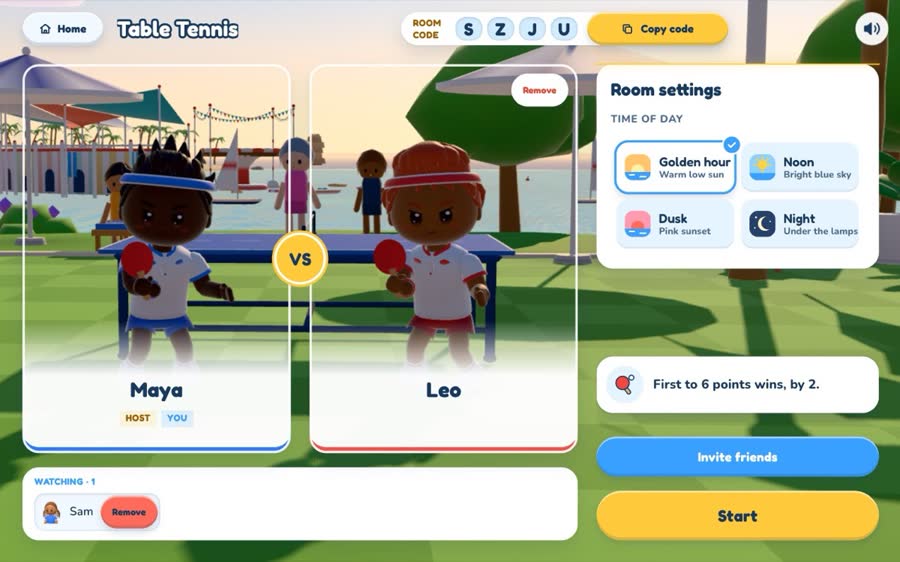 Home
Table Tennis
ROOM
CODE
S Z J U
Copy code
Remove
VS
Maya
HOST YOU
Leo
WATCHING · 1
Sam
Remove
Room settings
TIME OF DAY
Golden hour
Warm low sun
Noon
Bright blue sky
Dusk
Pink sunset
Night
Under the lamps
First to 6 points wins, by 2.
Invite friends
Start